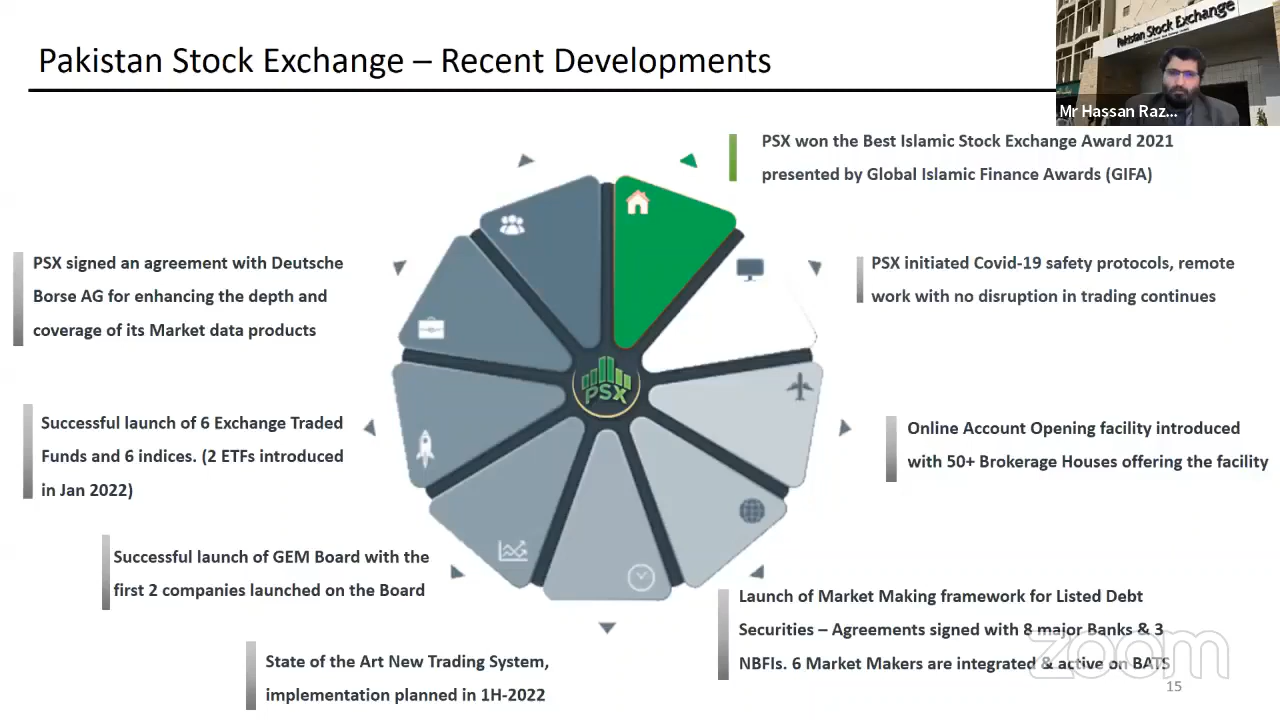 Pakistan Stock Exchange – Recent Developments
Pakistan Stock Exchange
Mr Hassan Raz...
PSX won the Best Islamic Stock Exchange Award 2021
presented by Global Islamic Finance Awards (GIFA)
PSX signed an agreement with Deutsche
Borse AG for enhancing the depth and
coverage of its Market data products
PSX initiated Covid-19 safety protocols, remote
work with no disruption in trading continues
PSX
Successful launch of 6 Exchange Traded
Funds and 6 indices. (2 ETFs introduced
in Jan 2022)
Online Account Opening facility introduced
with 50+ Brokerage Houses offering the facility
Successful launch of GEM Board with the
first 2 companies launched on the Board
Launch of Market Making framework for Listed Debt
Securities – Agreements signed with 8 major Banks & 3
NBFIs. 6 Market Makers are integrated & active on BATS
State of the Art New Trading System,
implementation planned in 1H-2022
zoom
15